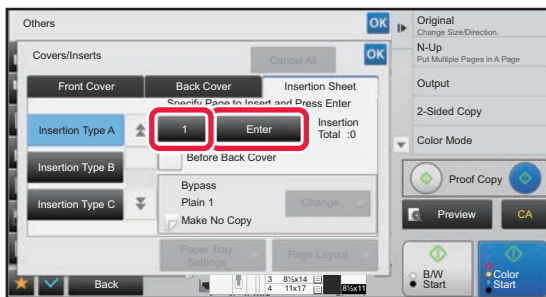 Others
OK
Covers/Inserts
Cancel All
OK
Front Cover
Back Cover
Insertion Sheet
Specify Page to Insert and Press Enter
Insertion Type A
1
Enter
Insertion
Total :0
Insertion Type B
Before Back Cover
Insertion Type C
Bypass
Plain 1
Make No Copy
Change
Paper Tray
Settings
Page Layout
Back
3 8½x14
4 11x17
8½x11
Original
Change Size/Direction.
N-Up
Put Multiple Pages in A Page
Output
2-Sided Copy
Color Mode
Proof Copy
Preview
CA
B/W
Start
Color
Start